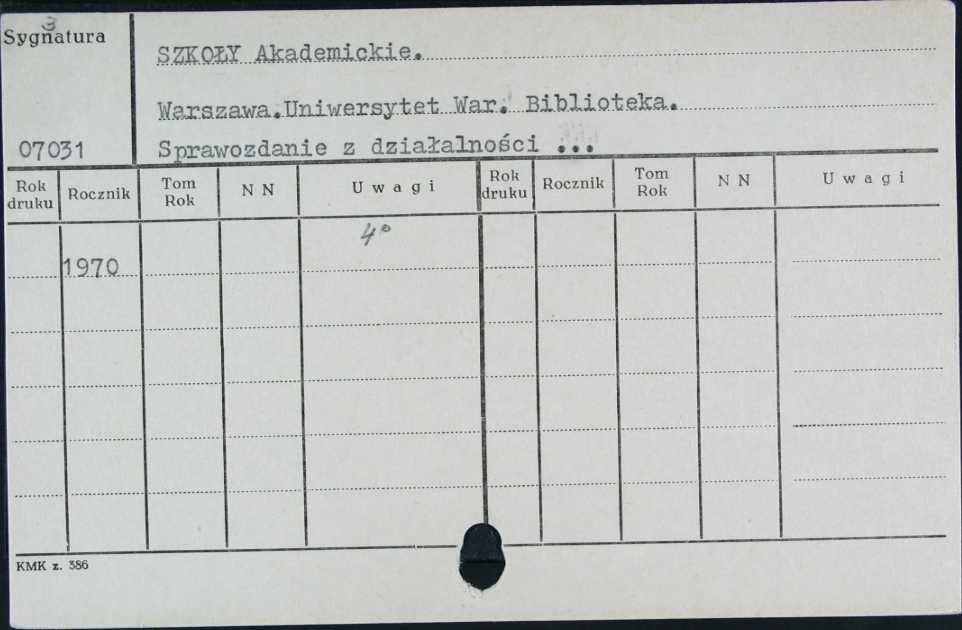 3
Sygnatura
SZKOŁY Akademickie.
Warszawa.Uniwersytet War. Biblioteka.
07031
Sprawozdanie z działalności ...
Rok druku Rocznik Tom Rok N N U w a g i Rok druku Rocznik Tom Rok N N U w a g i
4°
1970
KMK z. 386